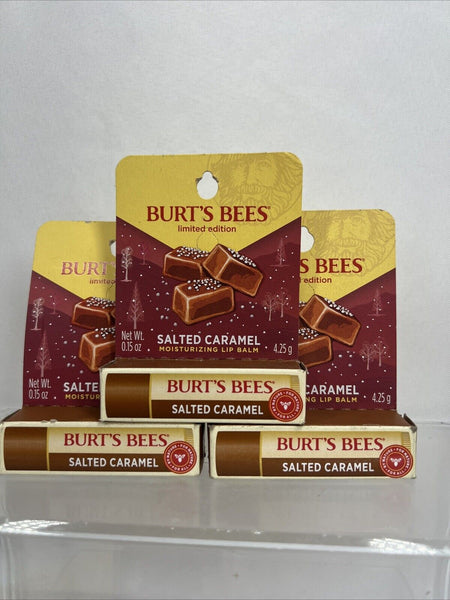 BURT'S BEES
limited edition
Net Wt.
0.15 oz
SALTED CARAMEL
MOISTURIZING LIP BALM
4.25 g
BURT'S BEES
SALTED CARAMEL
BURT
limited
Net Wt.
0.15 oz
SALTE
MOISTURIZ
BURT'S BEES
SALTED CARAMEL
S BEES
edition
CARAMEL
LIP BALM
4.25 g
BURT'S BEES
SALTED CARAMEL